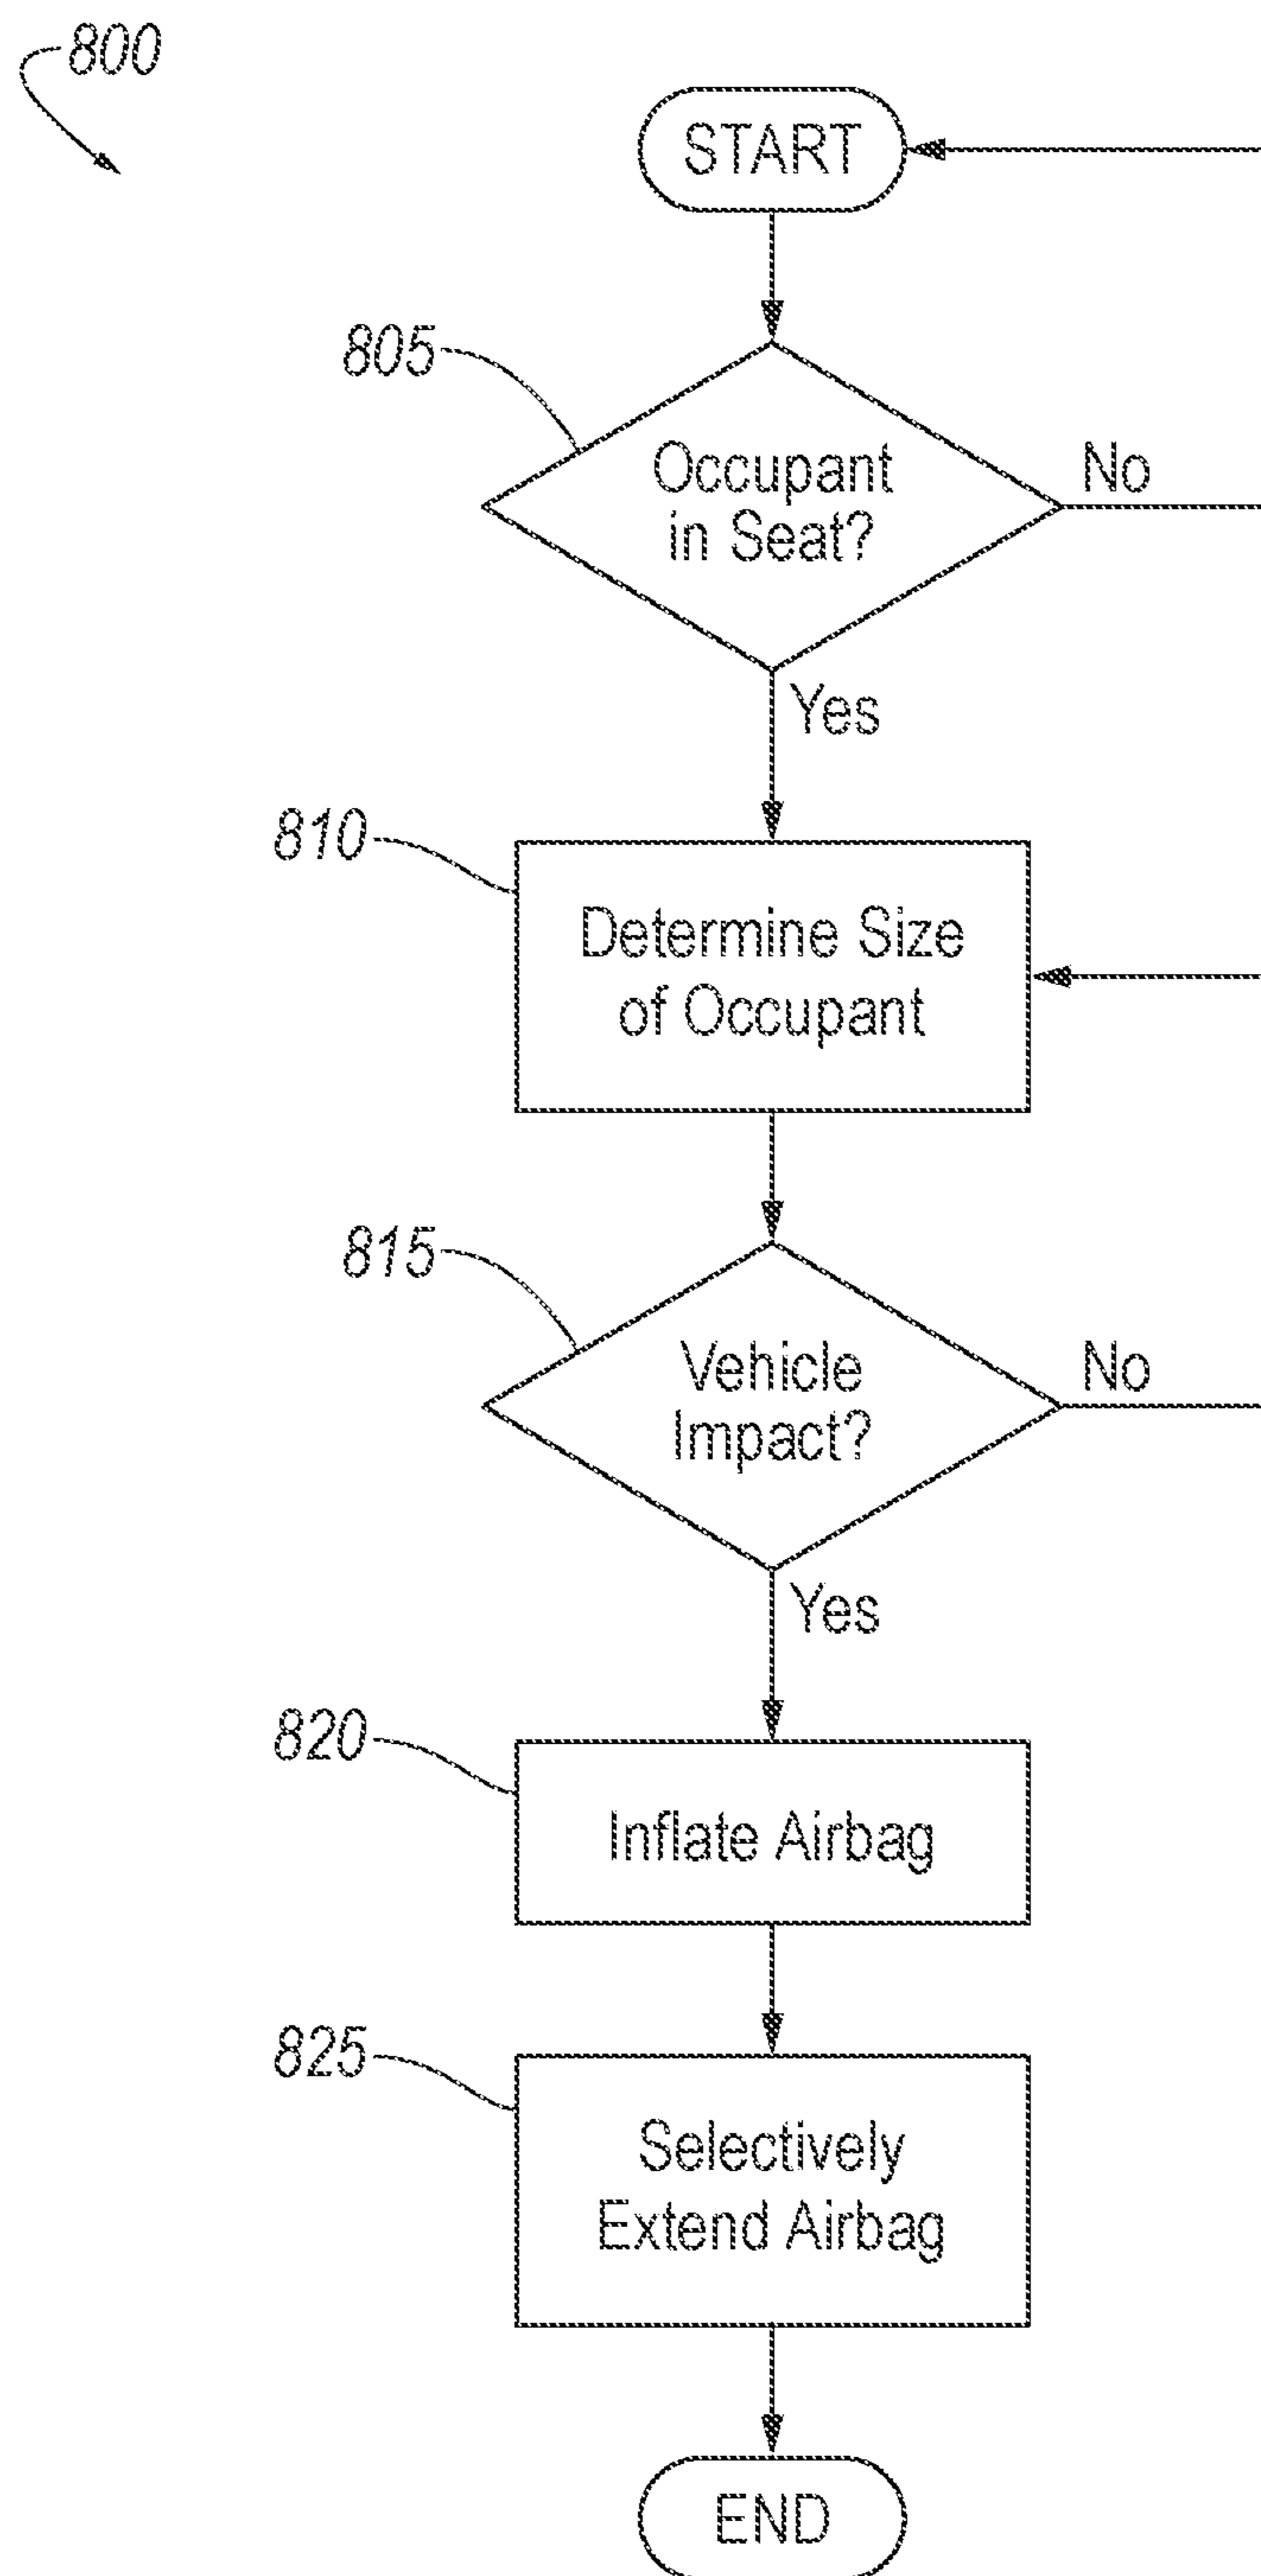 800
START
805
Occupant
in Seat?
No
Yes
810
Determine Size
of Occupant
815
Vehicle
Impact?
No
Yes
820
Inflate Airbag
825
Selectively
Extend Airbag
END